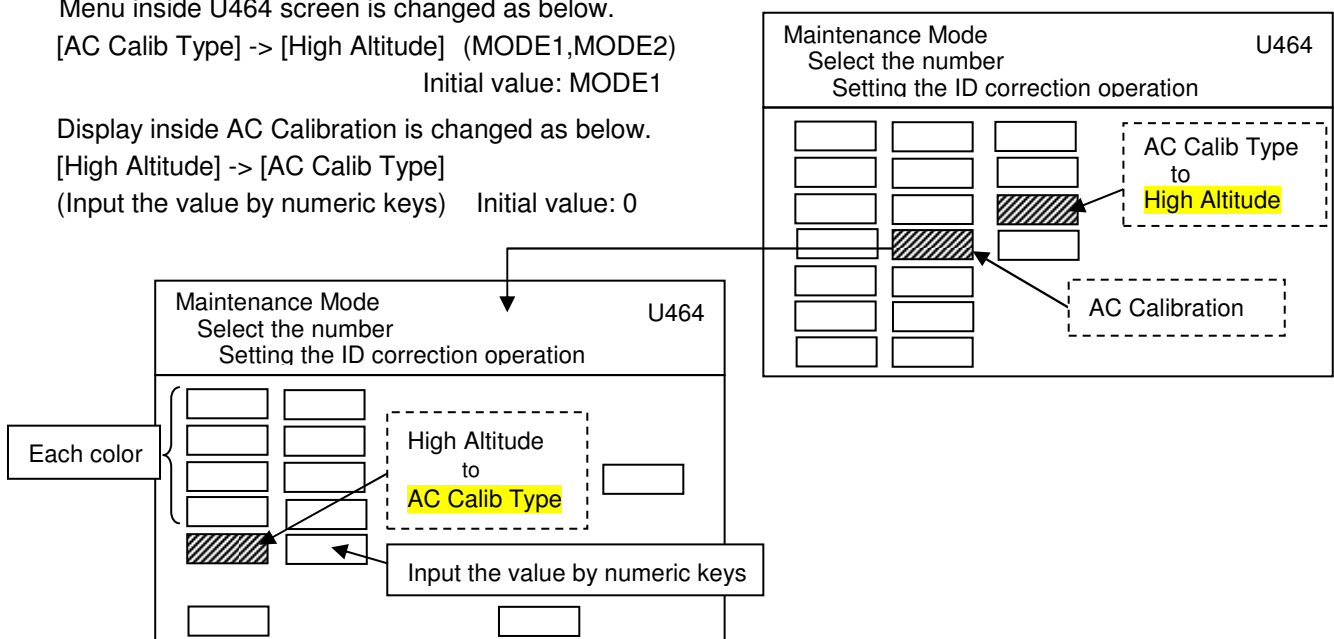 Menu inside U464 screen is changed as below.
[AC Calib Type] -> [High Altitude]   (MODE1,MODE2)
Initial value: MODE1
Display inside AC Calibration is changed as below.
[High Altitude] -> [AC Calib Type]
(Input the value by numeric keys)    Initial value: 0
Maintenance Mode
U464
Select the number
Setting the ID correction operation
AC Calib Type
to
High Altitude
AC Calibration
Maintenance Mode
U464
Select the number
Setting the ID correction operation
Each color
High Altitude
to
AC Calib Type
Input the value by numeric keys